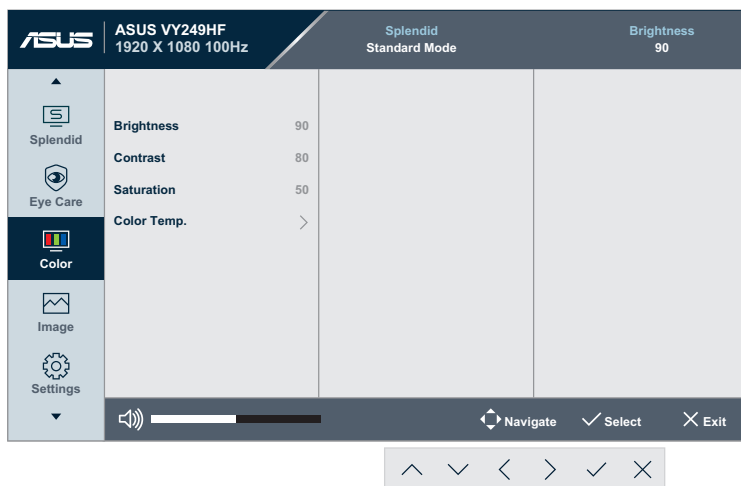 ASUS
ASUS VY249HF
1920 X 1080 100Hz
Splendid
Standard Mode
Brightness
90
Splendid
Eye Care
Color
Image
Settings
Brightness 90
Contrast 80
Saturation 50
Color Temp.
Navigate
Select
Exit